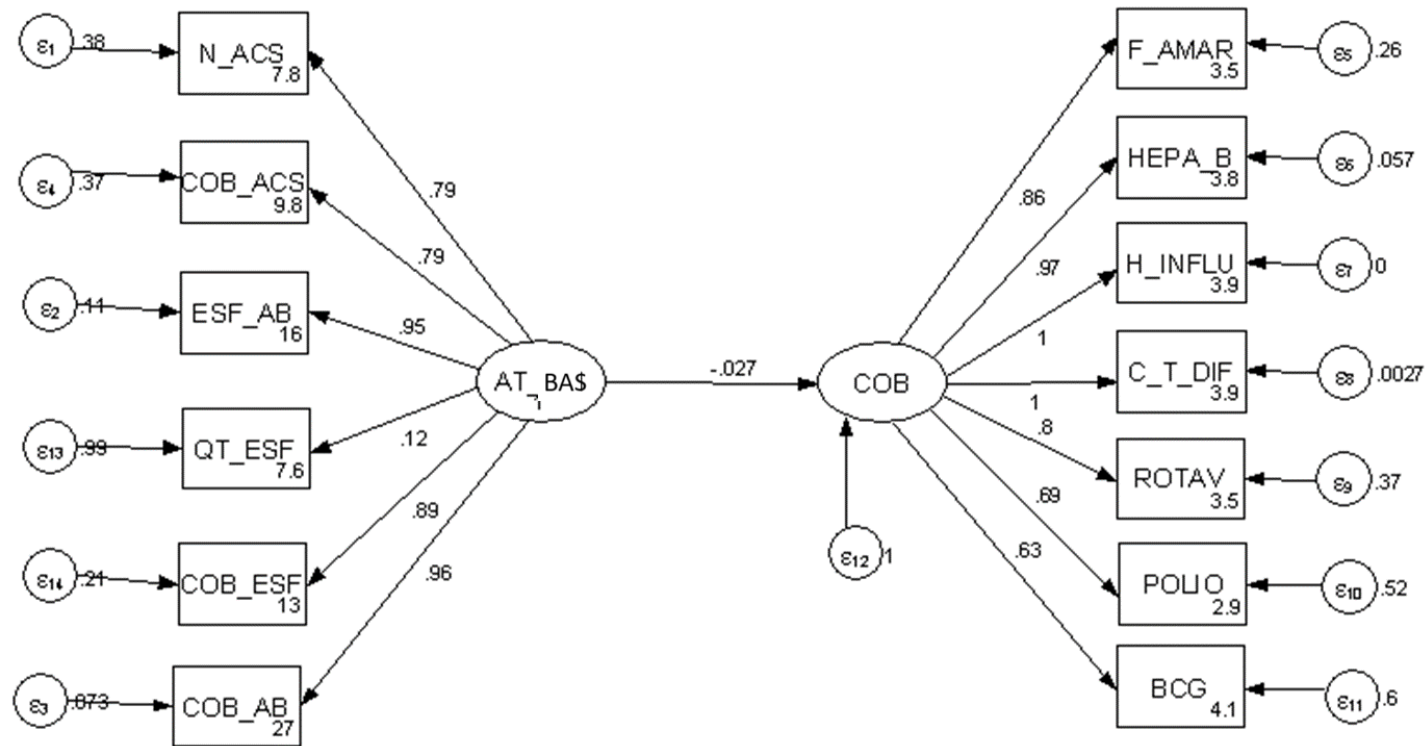 ε1 .38
N_ACS
7.8
ε4 .37
COB_ACS
9.8
ε2 .11
ESF_AB
16
ε13 .99
QT_ESF
7.6
ε14 .21
COB_ESF
13
ε3 .073
COB_AB
27
.79
.79
.95
.12
.89
.96
AT_BA$
1
-.027
COB
ε12 1
.86
.97
1
1
.8
.69
.63
F_AMAR
3.5
ε5 .26
HEPA_B
3.8
ε6 .057
H_INFLU
3.9
ε7 0
C_T_DIF
3.9
ε8 .0027
ROTAV
3.5
ε9 .37
POLIO
2.9
ε10 .52
BCG
4.1
ε11 .6